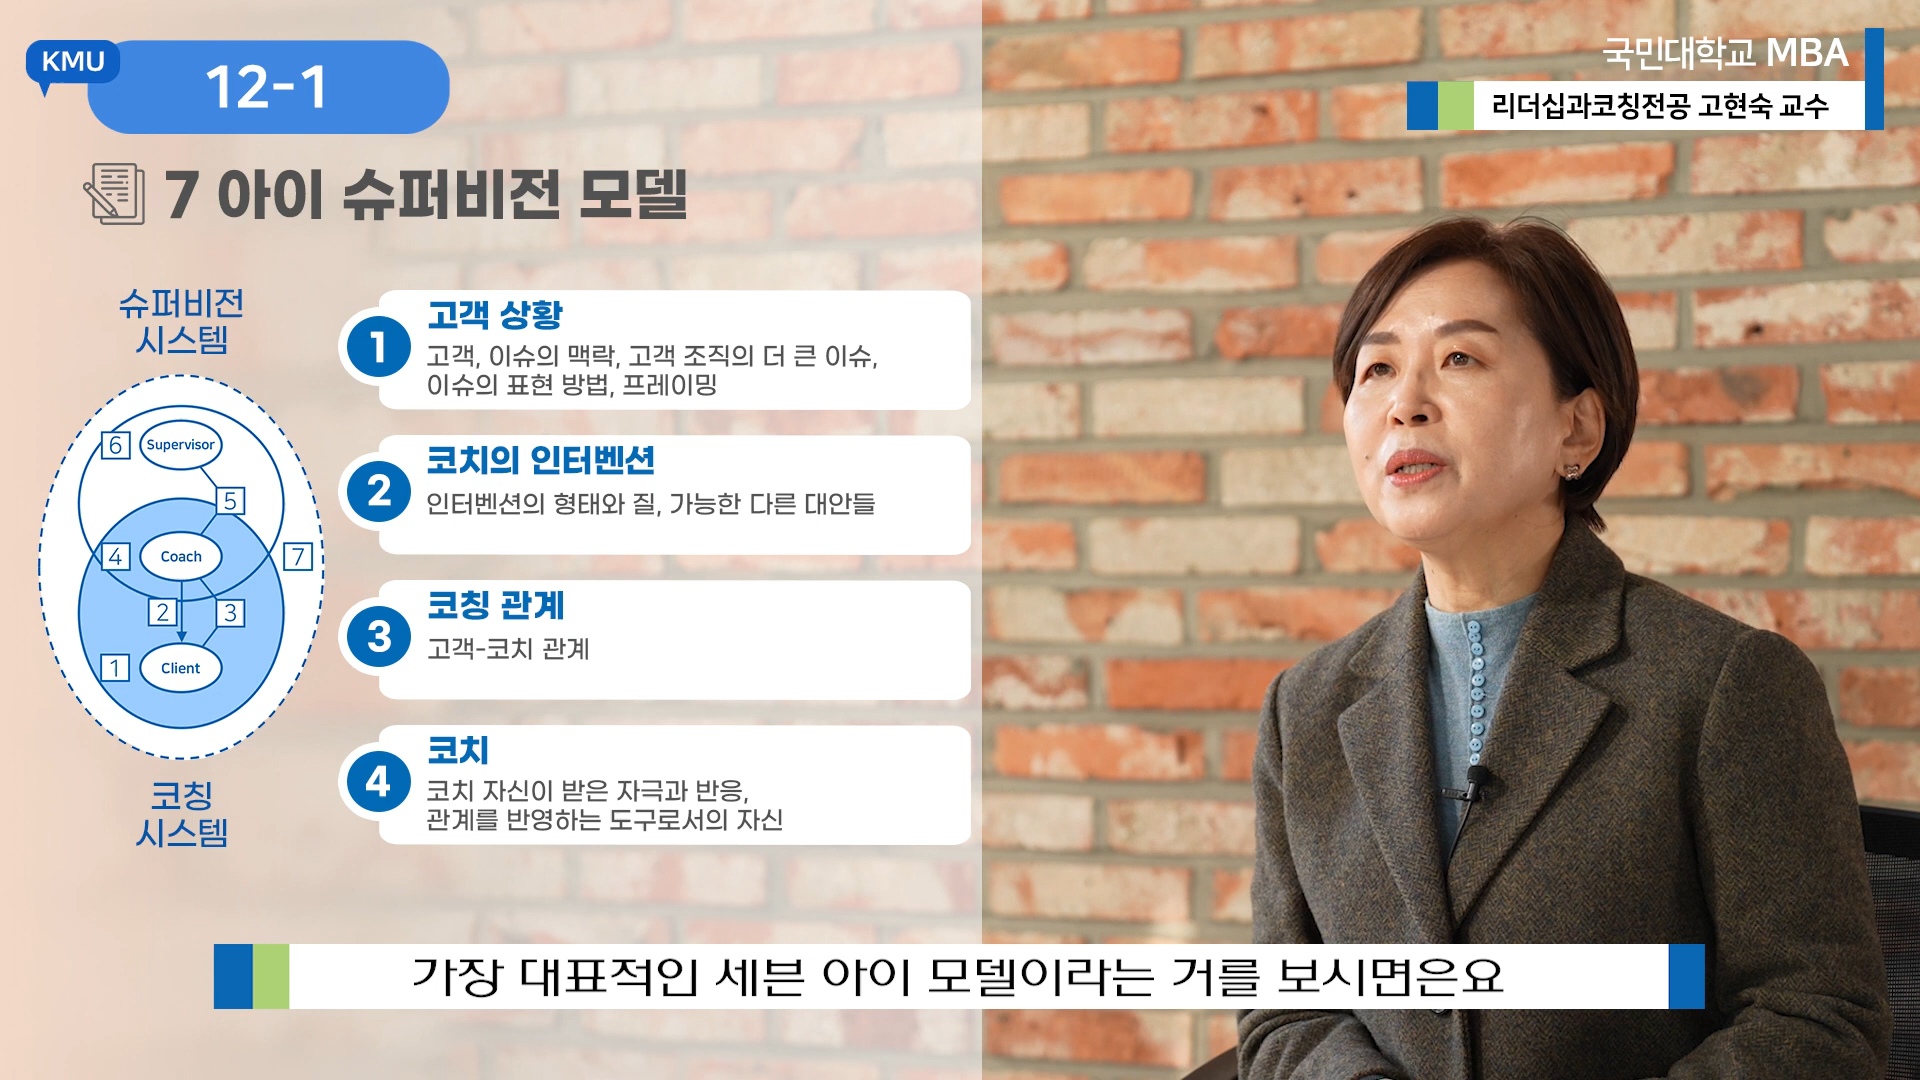 KMU
12-1
국민대학교 MBA
리더십과코칭전공 고현숙 교수
7 아이 슈퍼비전 모델
슈퍼비전
시스템
6
Supervisor
5
4
Coach
7
2
3
1
Client
코칭
시스템
1
고객 상황
고객, 이슈의 맥락, 고객 조직의 더 큰 이슈,
이슈의 표현 방법, 프레이밍
2
코치의 인터벤션
인터벤션의 형태와 질, 가능한 다른 대안들
3
코칭 관계
고객-코치 관계
4
코치
코치 자신이 받은 자극과 반응,
관계를 반영하는 도구로서의 자신
가장 대표적인 세븐 아이 모델이라는 거를 보시면은요